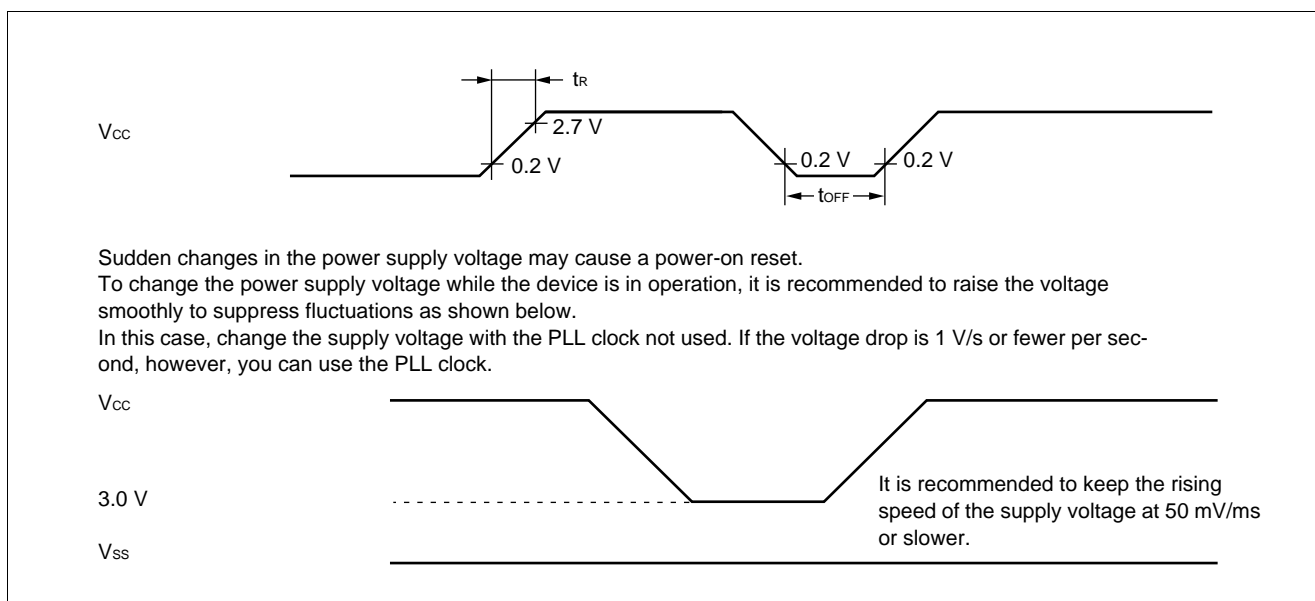 tR
VCC
2.7 V
0.2 V
0.2 V
0.2 V
tOFF
Sudden changes in the power supply voltage may cause a power-on reset.
To change the power supply voltage while the device is in operation, it is recommended to raise the voltage
smoothly to suppress fluctuations as shown below.
In this case, change the supply voltage with the PLL clock not used. If the voltage drop is 1 V/s or fewer per sec-
ond, however, you can use the PLL clock.
VCC
3.0 V
It is recommended to keep the rising
speed of the supply voltage at 50 mV/ms
or slower.
VSS